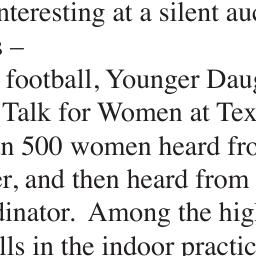 nteresting at a silent auc
s –
football, Younger Daug
Talk for Women at Tex
n 500 women heard fro
er, and then heard from
dinator.  Among the hig
lls in the indoor practic